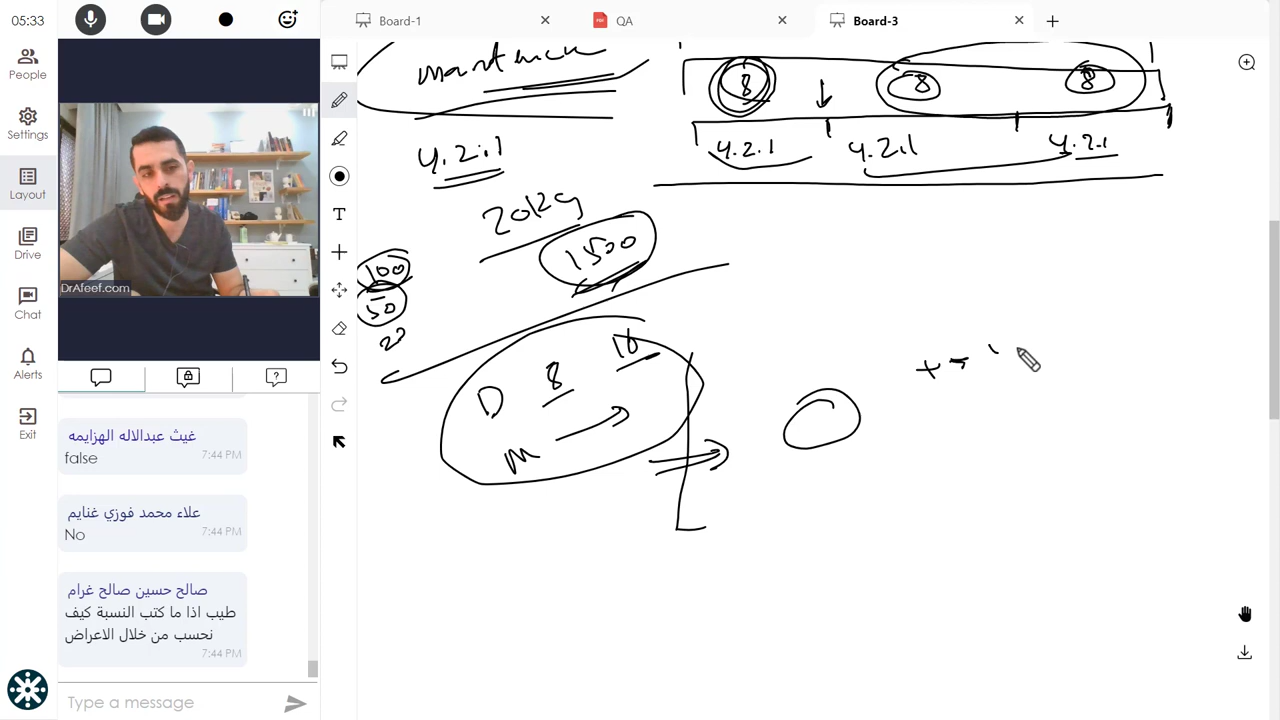 05:33
Board-1
QA
Board-3
People
Settings
Layout
Drive
Chat
Alerts
Exit
DrAfeef.com
غيث عبدالاله الهزايمه
false
7:44 PM
علاء محمد فوزي غنايم
No
7:44 PM
صالح حسين صالح غرام
طيب اذا ما كتب النسبة كيف
نحسب من خلال الاعراض
7:44 PM
Type a message
T
8 8 8
4.2.1
4.2.1 4.2.1 4.2.1
20kg
1500
100
50
20
D 8 16
M